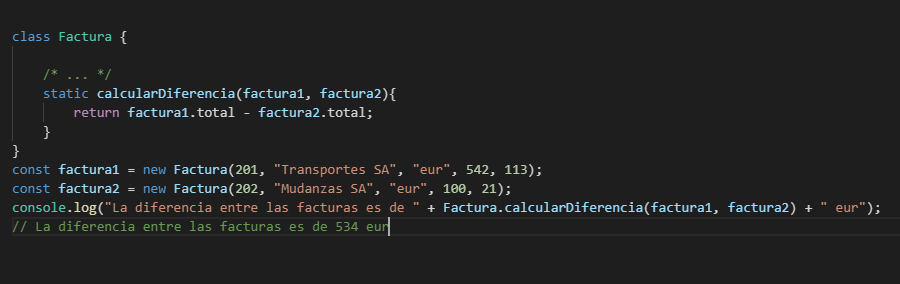 class Factura {
/* ... */
static calcularDiferencia(factura1, factura2){
return factura1.total - factura2.total;
}
}
const factura1 = new Factura(201, "Transportes SA", "eur", 542, 113);
const factura2 = new Factura(202, "Mudanzas SA", "eur", 100, 21);
console.log("La diferencia entre las facturas es de " + Factura.calcularDiferencia(factura1, factura2) + " eur");
// La diferencia entre las facturas es de 534 eur